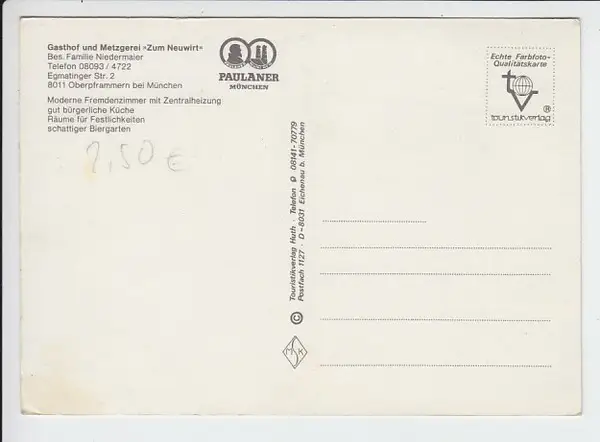 Gasthof und Metzgerei »Zum Neuwirt«
Bes. Familie Niedermaier
Telefon 08093 / 4722
Egmatinger Str. 2
8011 Oberpframmern bei München
Moderne Fremdenzimmer mit Zentralheizung
gut bürgerliche Küche
Räume für Festlichkeiten
schattiger Biergarten
PAULANER
MÜNCHEN
,50 €
Touristikverlag Huth · Telefon 08141-70779
Postfach 1127 · D-8031 Eichenau b. München
©
M S K
Echte Farbfoto-
Qualitätskarte
tv ®
touristikverlag